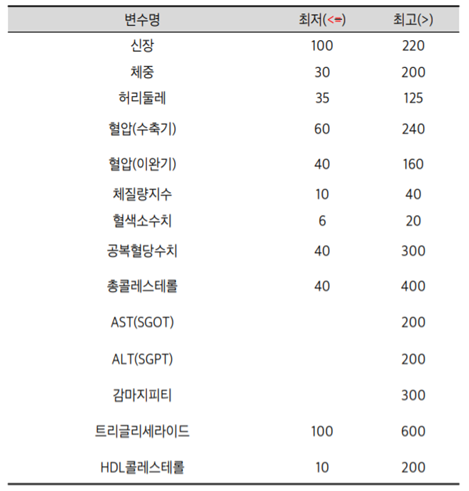 변수명 최저(<=) 최고(>)
신장 100 220
체중 30 200
허리둘레 35 125
혈압(수축기) 60 240
혈압(이완기) 40 160
체질량지수 10 40
혈색소수치 6 20
공복혈당수치 40 300
총콜레스테롤 40 400
AST(SGOT) 200
ALT(SGPT) 200
감마지피티 300
트리글리세라이드 100 600
HDL콜레스테롤 10 200